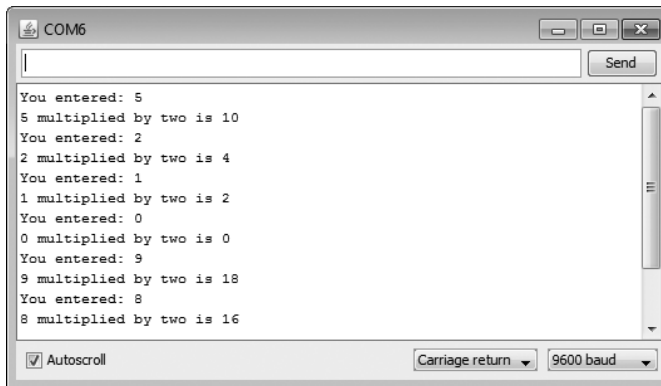 COM6
Send
You entered: 5
5 multiplied by two is 10
You entered: 2
2 multiplied by two is 4
You entered: 1
1 multiplied by two is 2
You entered: 0
0 multiplied by two is 0
You entered: 9
9 multiplied by two is 18
You entered: 8
8 multiplied by two is 16
Autoscroll
Carriage return
9600 baud